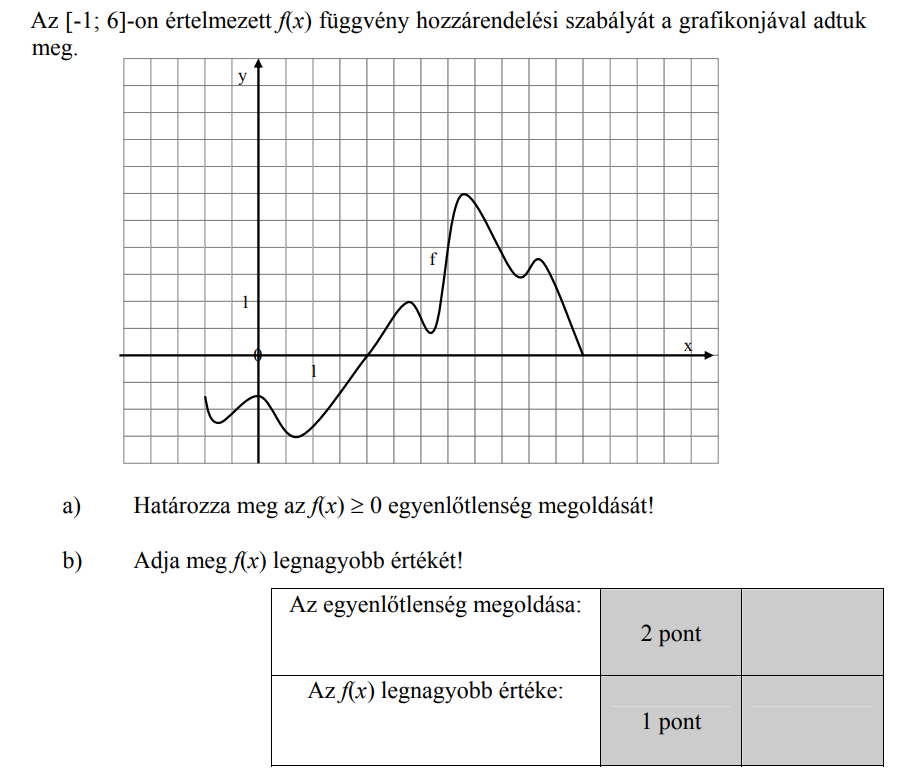 Az [-1; 6]-on értelmezett f(x) függvény hozzárendelési szabályát a grafikonjával adtuk
meg.
y
f
1
x
0
1
a) Határozza meg az f(x) ≥ 0 egyenlőtlenség megoldását!
b) Adja meg f(x) legnagyobb értékét!
Az egyenlőtlenség megoldása:
2 pont
Az f(x) legnagyobb értéke:
1 pont